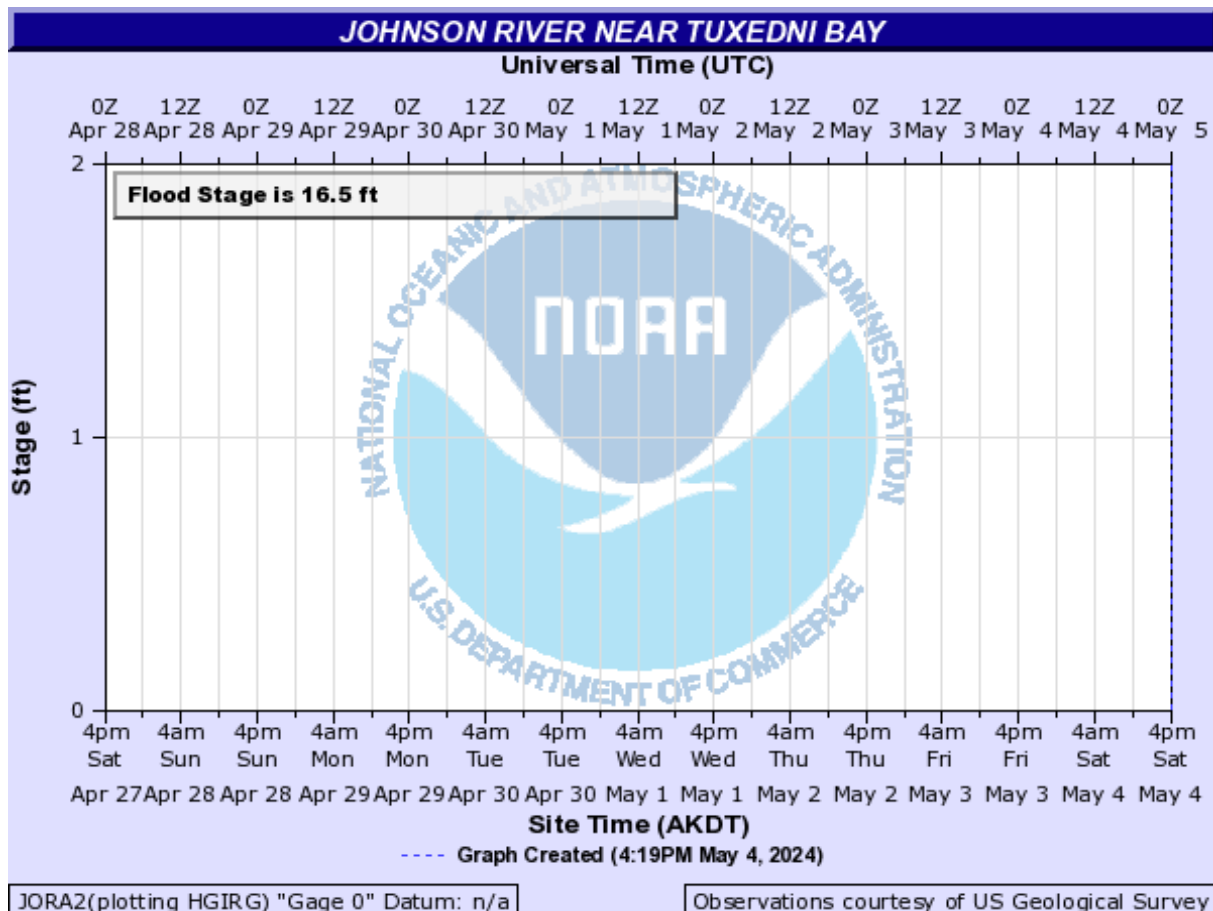 JOHNSON RIVER NEAR TUXEDNI BAY
Universal Time (UTC)
0Z 12Z 0Z 12Z 0Z 12Z 0Z 12Z 0Z 12Z 0Z 12Z 0Z 12Z 0Z
Apr 28 Apr 28 Apr 29 Apr 29 Apr 30 Apr 30 May 1 May 1 May 2 May 2 May 3 May 3 May 4 May 4 May 5
2
Flood Stage is 16.5 ft
NATIONAL OCEANIC AND ATMOSPHERIC ADMINISTRATION
NOAA
1
Stage (ft)
U.S. DEPARTMENT OF COMMERCE
0
4pm 4am 4pm 4am 4pm 4am 4pm 4am 4pm 4am 4pm 4am 4pm 4am 4pm
Sat Sun Sun Mon Mon Tue Tue Wed Wed Thu Thu Fri Fri Sat Sat
Apr 27 Apr 28 Apr 28 Apr 29 Apr 29 Apr 30 Apr 30 May 1 May 1 May 2 May 2 May 3 May 3 May 4 May 4
Site Time (AKDT)
---- Graph Created (4:19PM May 4, 2024)
JORA2(plotting HGIRG) "Gage 0" Datum: n/a
Observations courtesy of US Geological Survey